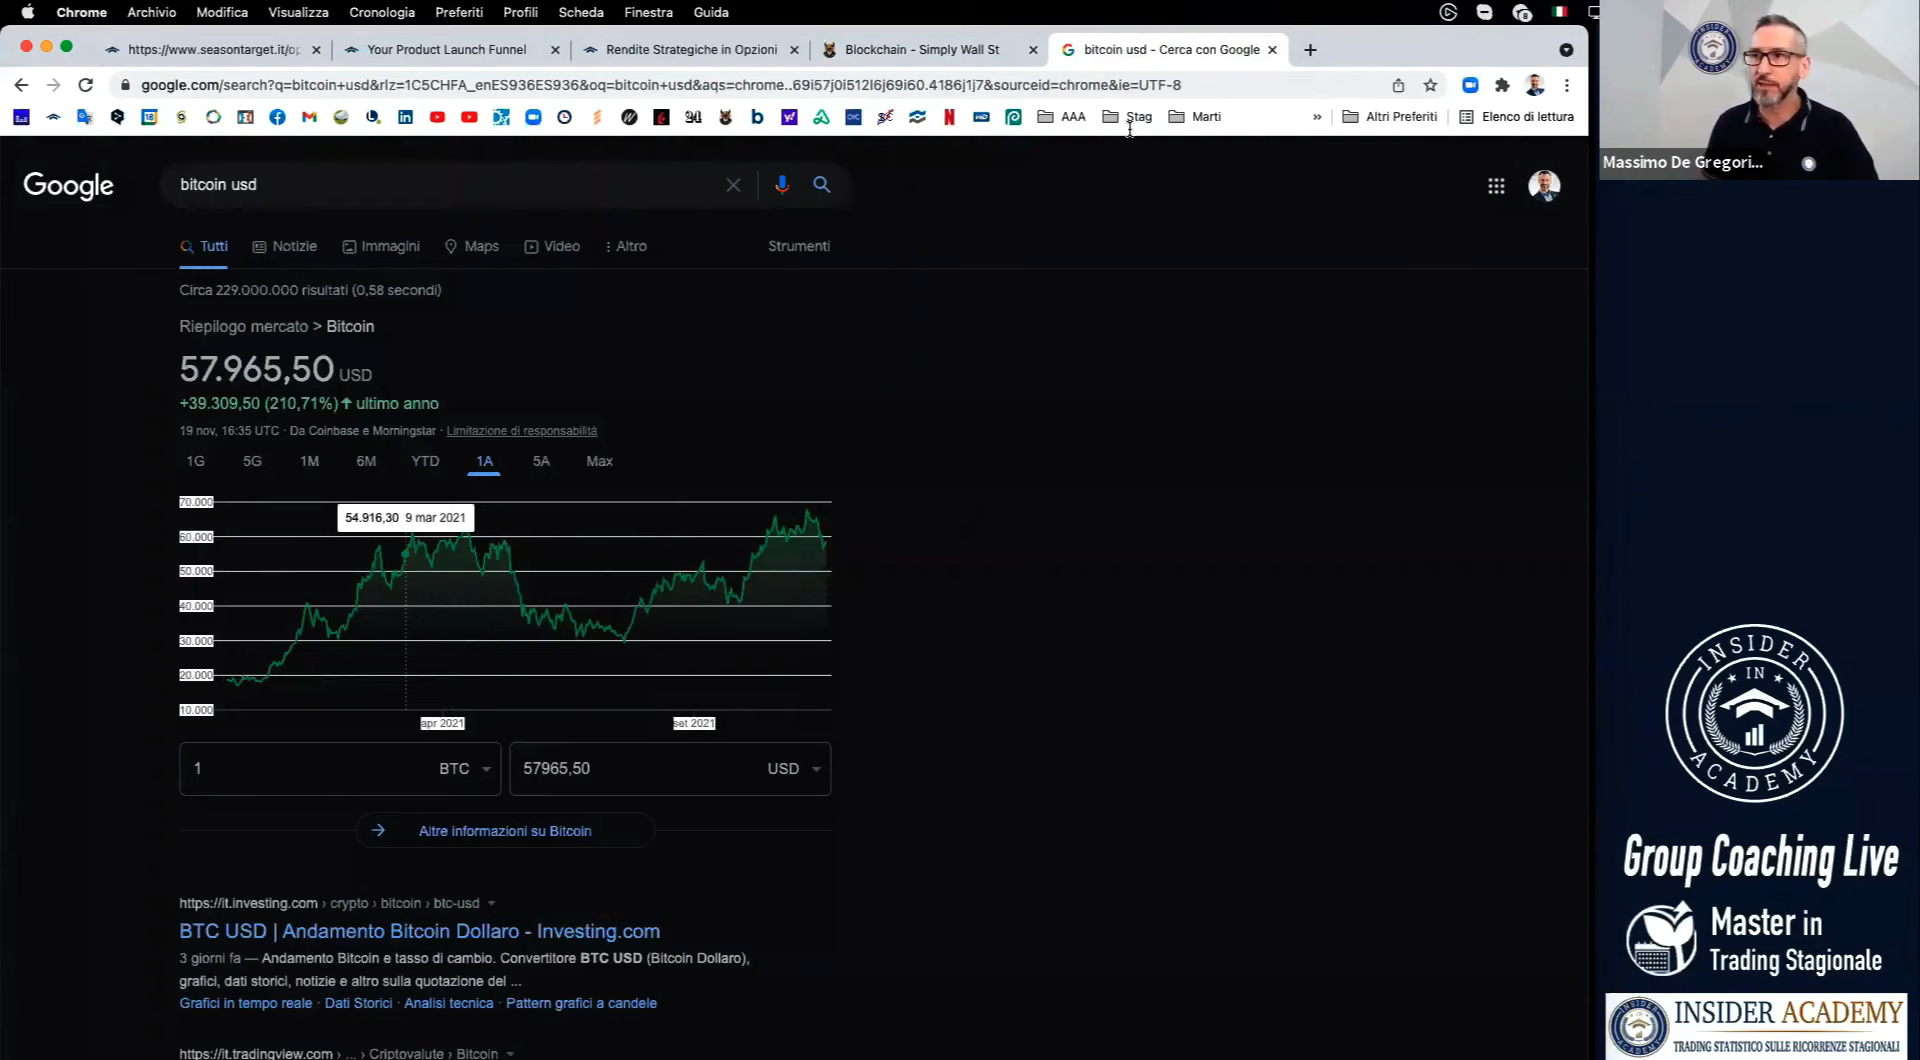 Chrome Archivio Modifica Visualizza Cronologia Preferiti Profili Scheda Finestra Guida
https://www.seasontarget.it/op
Your Product Launch Funnel
Rendite Strategiche in Opzioni
Blockchain - Simply Wall St
bitcoin usd - Cerca con Google
google.com/search?q=bitcoin+usd&rlz=1C5CHFA_enES936ES936&oq=bitcoin+usd&aqs=chrome..69i57j0i512l6j69i60.4186j1j7&sourceid=chrome&ie=UTF-8
AAA Stag Marti » Altri Preferiti Elenco di lettura
Massimo De Gregori...
Google
bitcoin usd
Tutti Notizie Immagini Maps Video Altro Strumenti
Circa 229.000.000 risultati (0,58 secondi)
Riepilogo mercato > Bitcoin
57.965,50 USD
+39.309,50 (210,71%) ultimo anno
19 nov, 16:35 UTC · Da Coinbase e Morningstar · Limitazione di responsabilità
1G 5G 1M 6M YTD 1A 5A Max
70.000
54.916,30 9 mar 2021
60.000
50.000
40.000
30.000
20.000
10.000
apr 2021 set 2021
1 BTC 57965,50 USD
Altre informazioni su Bitcoin
https://it.investing.com › crypto › bitcoin › btc-usd
BTC USD | Andamento Bitcoin Dollaro - Investing.com
3 giorni fa — Andamento Bitcoin e tasso di cambio. Convertitore BTC USD (Bitcoin Dollaro),
grafici, dati storici, notizie e altro sulla quotazione del ...
Grafici in tempo reale · Dati Storici · Analisi tecnica · Pattern grafici a candele
https://it.tradingview.com › ... › Criptovalute › Bitcoin
INSIDER
IN
ACADEMY
Group Coaching Live
Master in
Trading Stagionale
INSIDER ACADEMY
TRADING STATISTICO SULLE RICORRENZE STAGIONALI